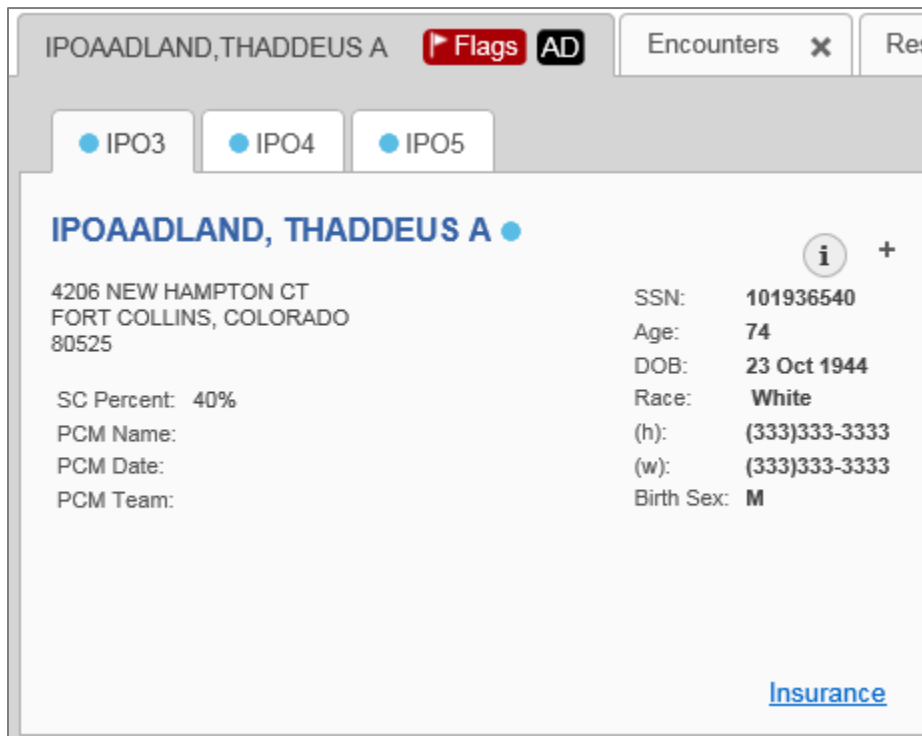 IPOAADLAND,THADDEUS A Flags AD Encounters Res
IPO3 IPO4 IPO5
IPOAADLAND, THADDEUS A
i +
4206 NEW HAMPTON CT
FORT COLLINS, COLORADO
80525
SC Percent: 40%
PCM Name:
PCM Date:
PCM Team:
SSN: 101936540
Age: 74
DOB: 23 Oct 1944
Race: White
(h): (333)333-3333
(w): (333)333-3333
Birth Sex: M
Insurance